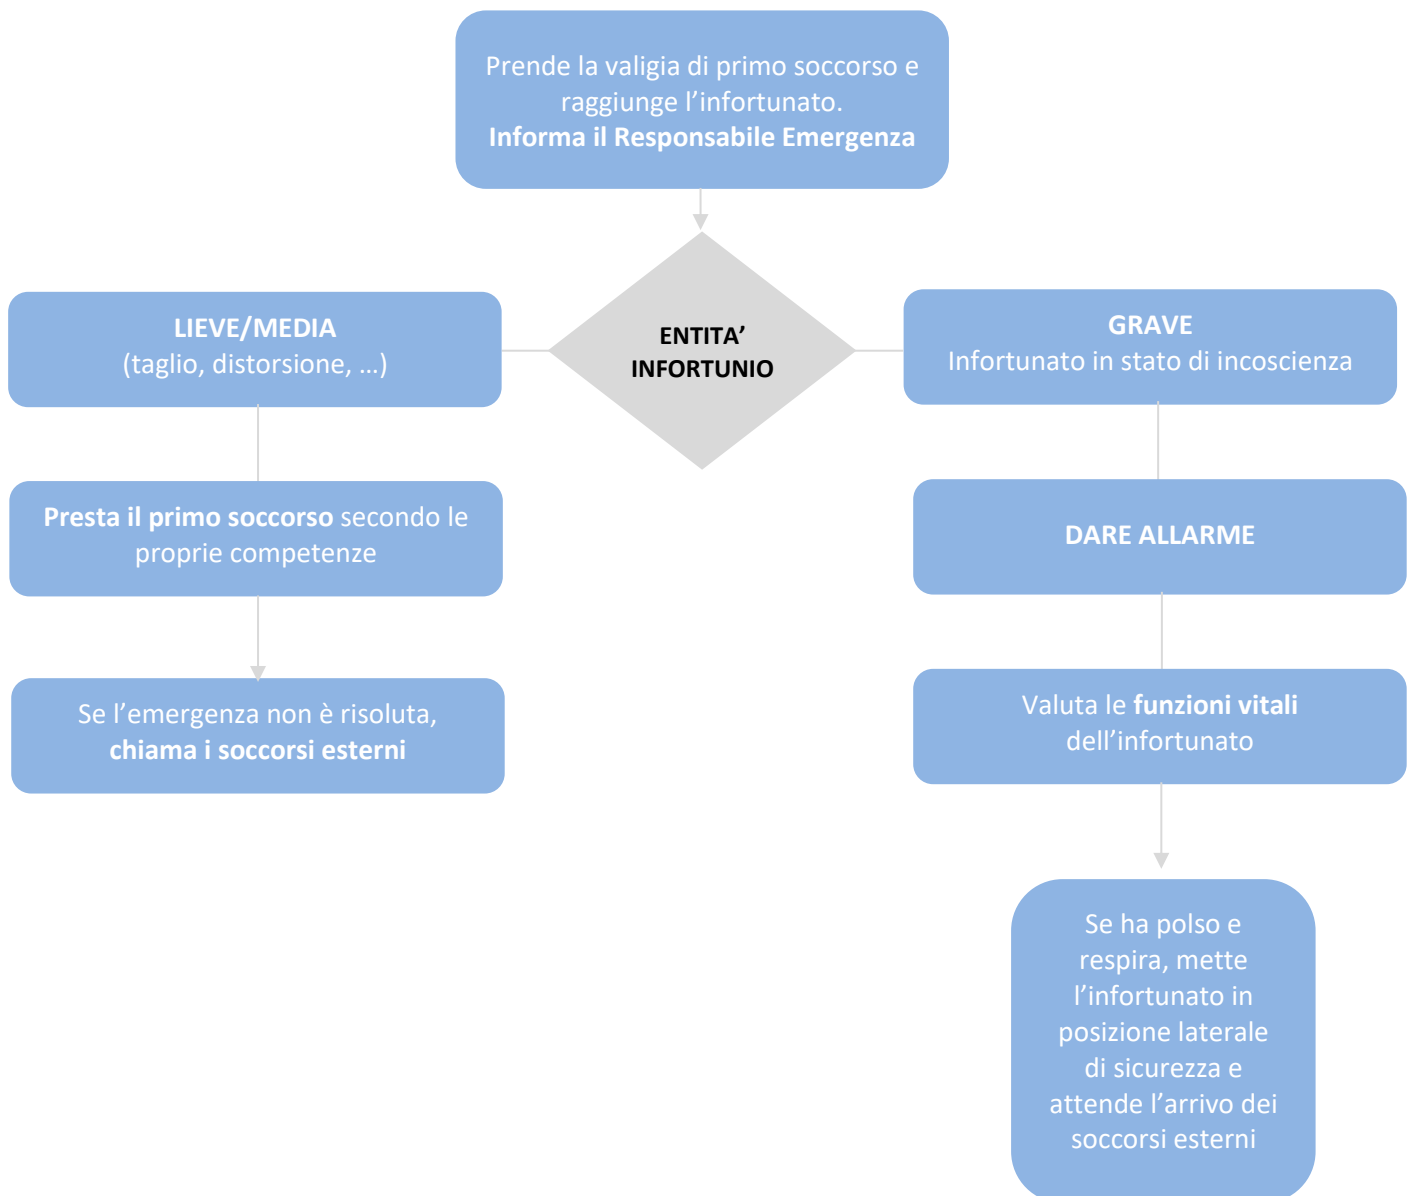 Prende la valigia di primo soccorso e
raggiunge l’infortunato.
Informa il Responsabile Emergenza
LIEVE/MEDIA
(taglio, distorsione, …)
ENTITA’
INFORTUNIO
GRAVE
Infortunato in stato di incoscienza
Presta il primo soccorso secondo le
proprie competenze
DARE ALLARME
Se l’emergenza non è risoluta,
chiama i soccorsi esterni
Valuta le funzioni vitali
dell’infortunato
Se ha polso e
respira, mette
l’infortunato in
posizione laterale
di sicurezza e
attende l’arrivo dei
soccorsi esterni